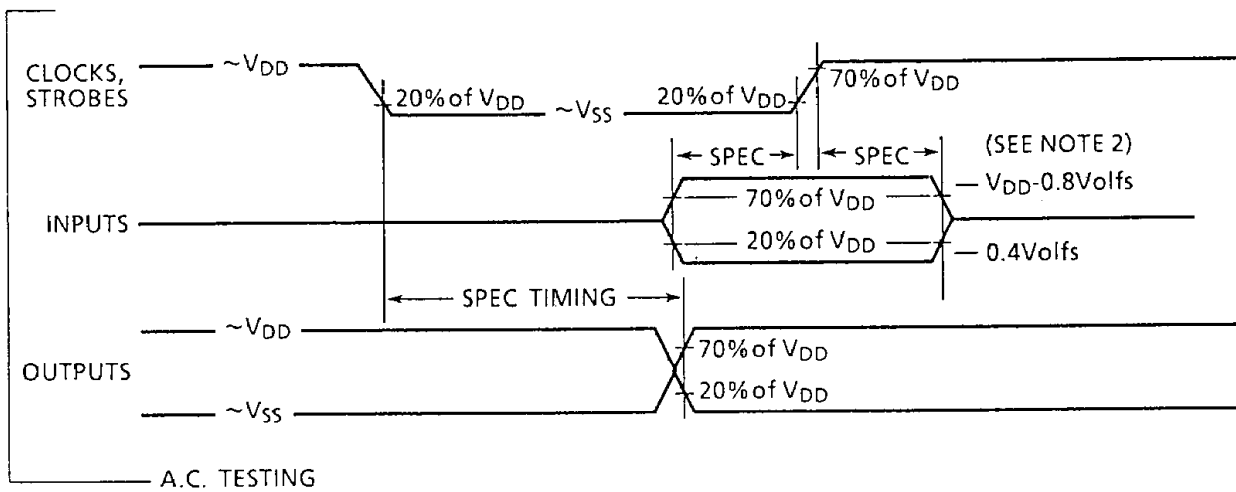 CLOCKS,
STROBES
~VDD
20% of VDD
~VSS
20% of VDD
70% of VDD
SPEC
SPEC
(SEE NOTE 2)
INPUTS
70% of VDD
20% of VDD
VDD-0.8Volfs
0.4Volfs
SPEC TIMING
OUTPUTS
~VDD
~VSS
70% of VDD
20% of VDD
A.C. TESTING